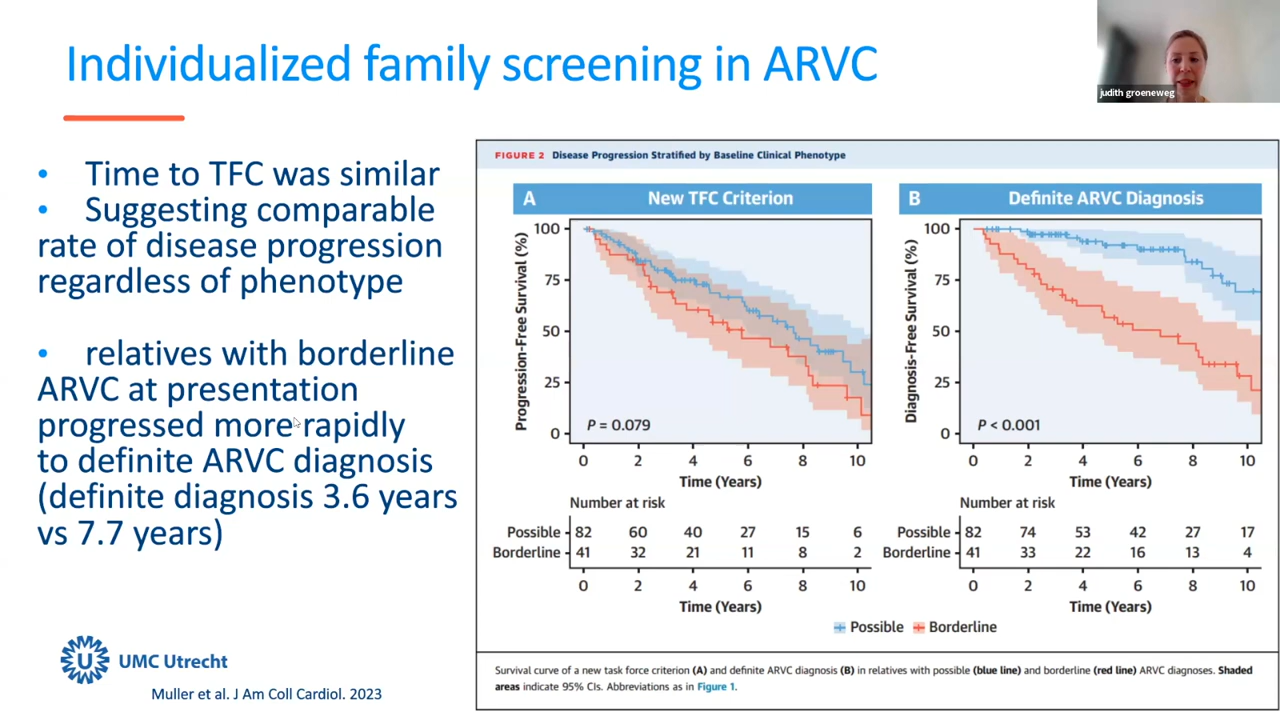 Individualized family screening in ARVC
judith groeneweg
• Time to TFC was similar
• Suggesting comparable
rate of disease progression
regardless of phenotype
• relatives with borderline
ARVC at presentation
progressed more rapidly
to definite ARVC diagnosis
(definite diagnosis 3.6 years
vs 7.7 years)
U UMC Utrecht
Muller et al. J Am Coll Cardiol. 2023
FIGURE 2 Disease Progression Stratified by Baseline Clinical Phenotype
A New TFC Criterion
Progression-Free Survival (%)
100
75
50
25
0
P = 0.079
0 2 4 6 8 10
Time (Years)
Number at risk
Possible 82 60 40 27 15 6
Borderline 41 32 21 11 8 2
0 2 4 6 8 10
Time (Years)
B Definite ARVC Diagnosis
Diagnosis-Free Survival (%)
100
75
50
25
0
P < 0.001
0 2 4 6 8 10
Time (Years)
Number at risk
Possible 82 74 53 42 27 17
Borderline 41 33 22 16 13 4
0 2 4 6 8 10
Time (Years)
Possible Borderline
Survival curve of a new task force criterion (A) and definite ARVC diagnosis (B) in relatives with possible (blue line) and borderline (red line) ARVC diagnoses. Shaded
areas indicate 95% CIs. Abbreviations as in Figure 1.